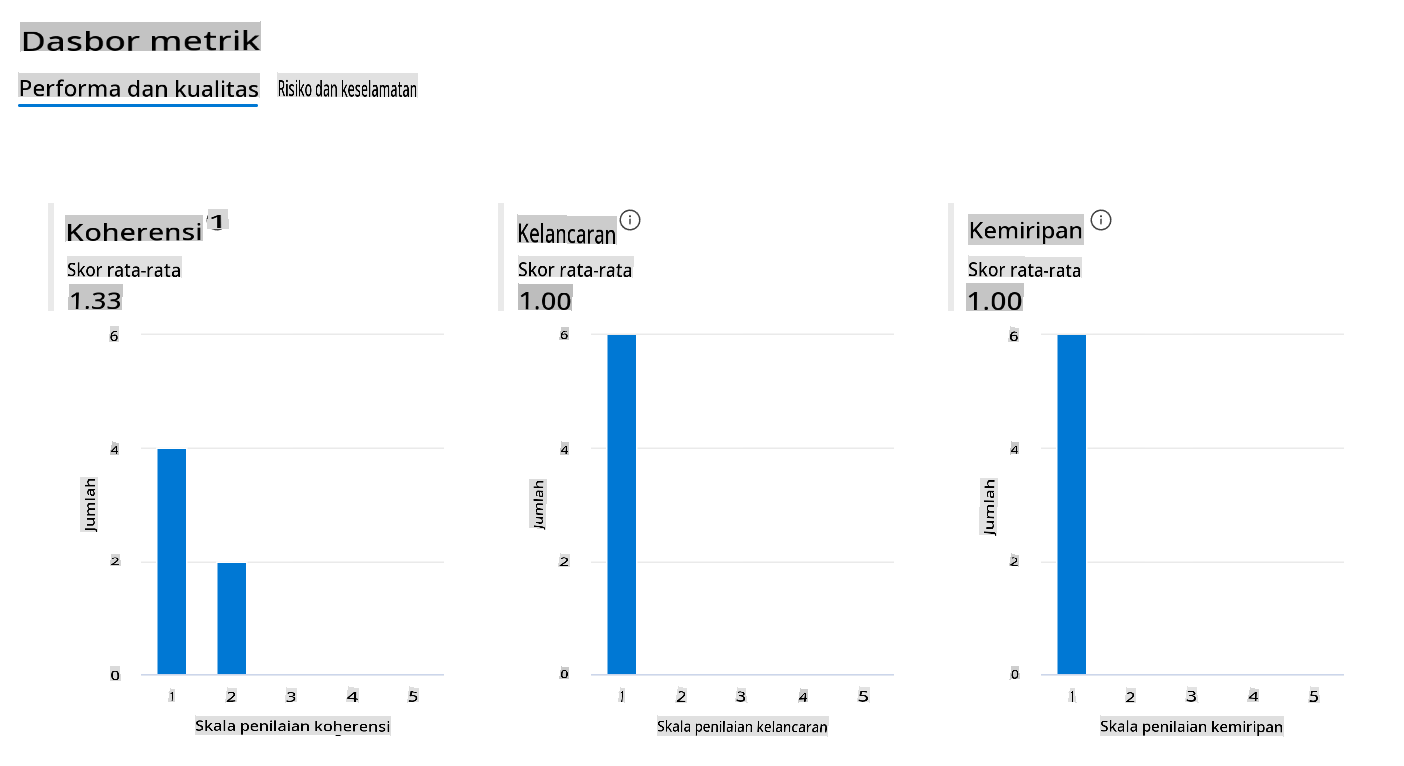 Dasbor metrik
Performa dan kualitas
Risiko dan keselamatan
Koherensi 1
Skor rata-rata
1.33
6
4
2
0
Jumlah
1 2 3 4 5
Skala penilaian koherensi
Kelancaran
Skor rata-rata
1.00
6
4
2
0
Jumlah
1 2 3 4 5
Skala penilaian kelancaran
Kemiripan
Skor rata-rata
1.00
6
4
2
0
Jumlah
1 2 3 4 5
Skala penilaian kemiripan